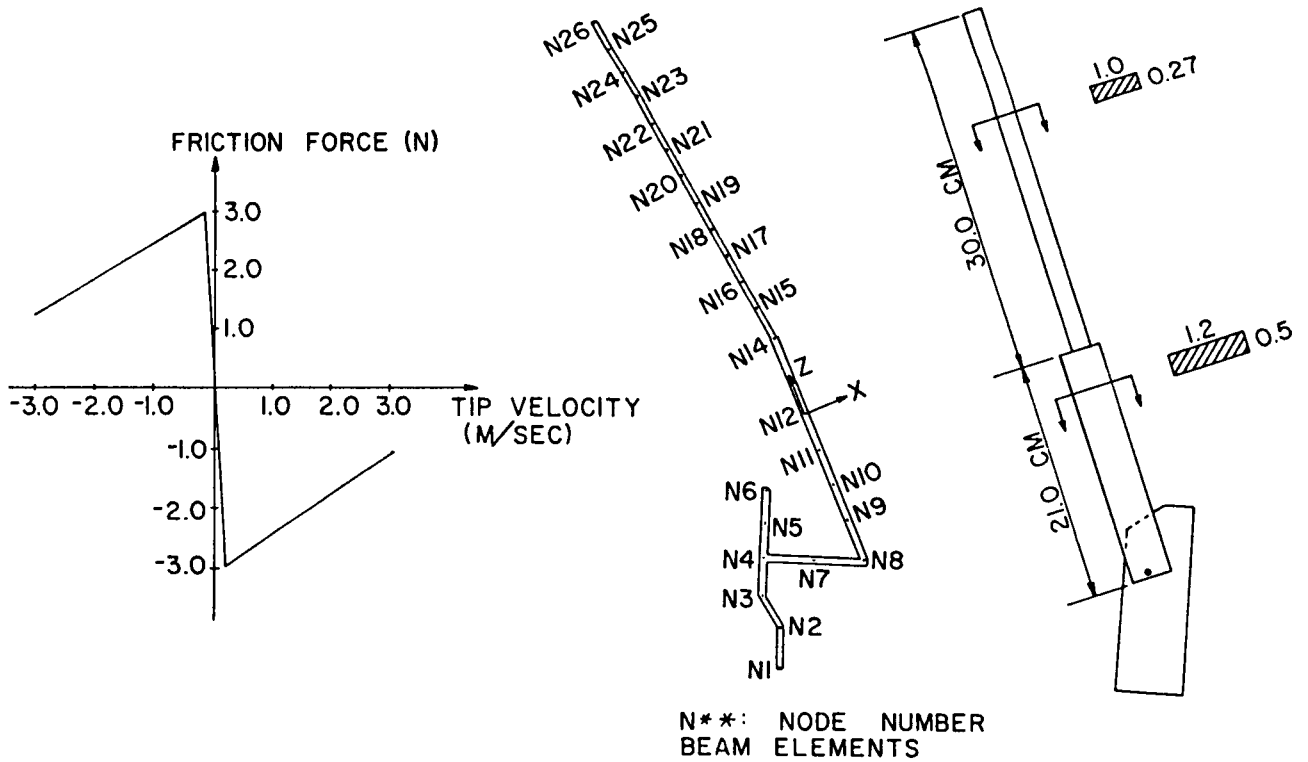 FRICTION FORCE (N)
3.0
2.0
1.0
-3.0 -2.0 -1.0
1.0 2.0 3.0
TIP VELOCITY
(M/SEC)
-1.0
-2.0
-3.0
N26
N25
N24
N23
N22
N21
N20
N19
N18
N17
N16
N15
N14
Z
X
N12
N11
N10
N9
N6
N5
N4
N7
N8
N3
N2
N1
N**: NODE NUMBER
BEAM ELEMENTS
1.0
0.27
30.0 CM
1.2
0.5
21.0 CM